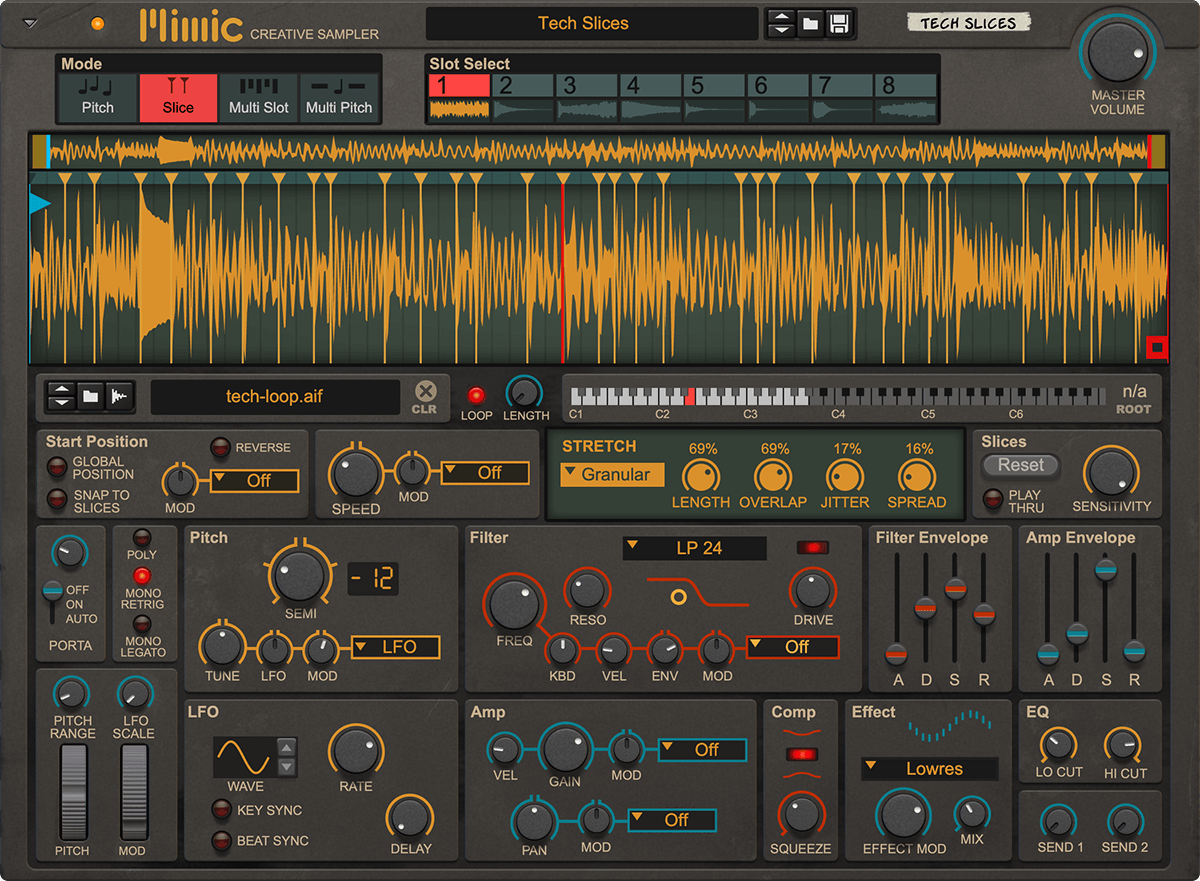 Mimic CREATIVE SAMPLER
Tech Slices
TECH SLICES
MASTER
VOLUME
Mode
Pitch
Slice
Multi Slot
Multi Pitch
Slot Select
1 2 3 4 5 6 7 8
tech-loop.aif
CLR
LOOP
LENGTH
C1 C2 C3 C4 C5 C6
n/a
ROOT
Start Position
REVERSE
GLOBAL
POSITION
SNAP TO
SLICES
MOD
Off
SPEED
MOD
Off
STRETCH
Granular
69% 69% 17% 16%
LENGTH OVERLAP JITTER SPREAD
Slices
Reset
PLAY
THRU
SENSITIVITY
OFF
ON
AUTO
PORTA
POLY
MONO
RETRIG
MONO
LEGATO
Pitch
SEMI
- 12
TUNE LFO MOD
LFO
Filter
LP 24
FREQ
RESO
DRIVE
KBD VEL ENV MOD
Off
Filter Envelope
A D S R
Amp Envelope
A D S R
PITCH
RANGE
LFO
SCALE
PITCH
MOD
LFO
WAVE
RATE
KEY SYNC
BEAT SYNC
DELAY
Amp
VEL
GAIN
MOD
Off
PAN
MOD
Off
Comp
SQUEEZE
Effect
Lowres
EFFECT MOD
MIX
EQ
LO CUT
HI CUT
SEND 1
SEND 2